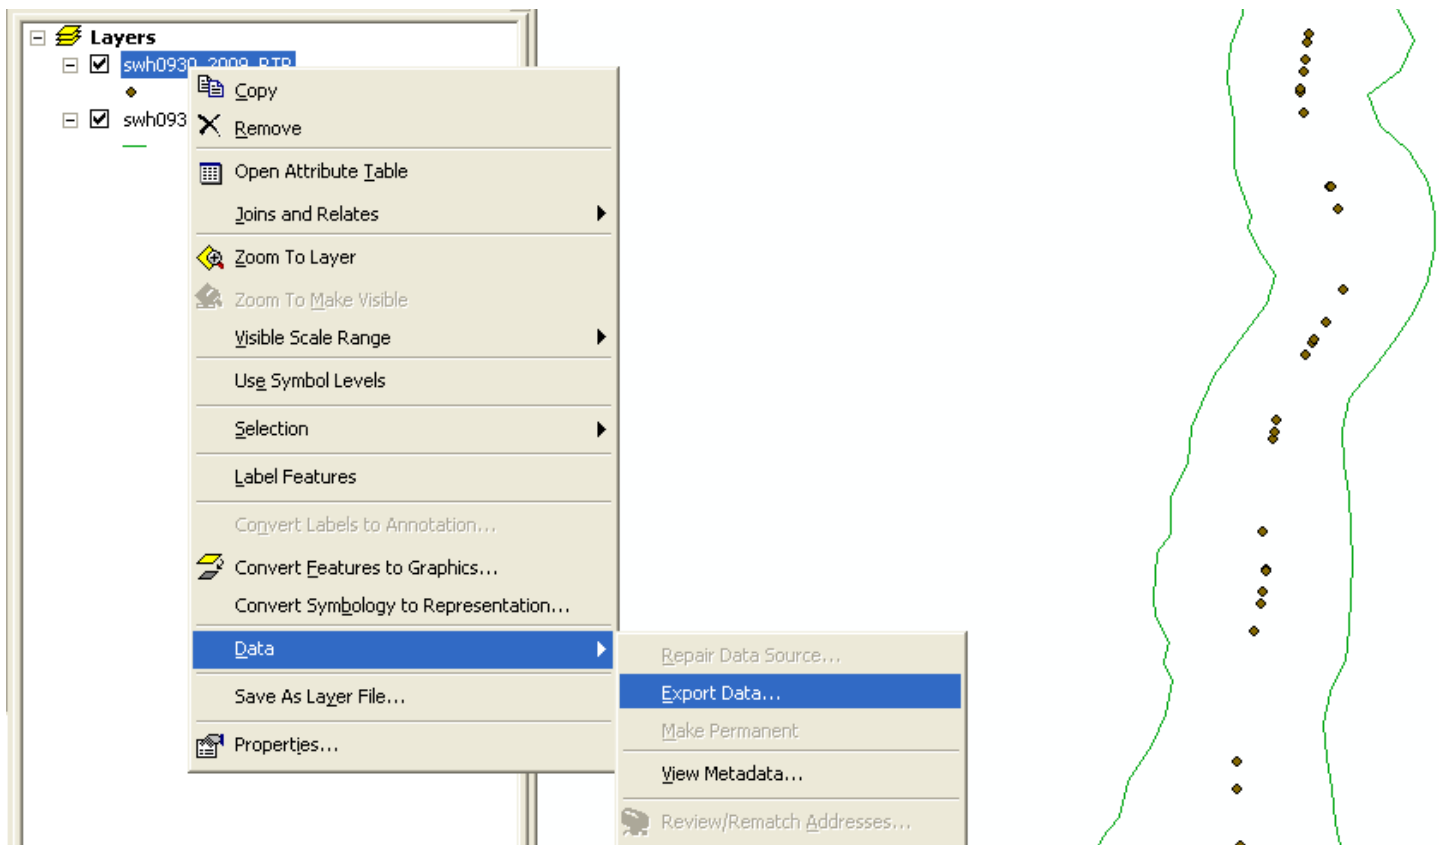 Layers
swh0930_2009_RTR
swh093
Copy
Remove
Open Attribute Table
Joins and Relates
Zoom To Layer
Zoom To Make Visible
Visible Scale Range
Use Symbol Levels
Selection
Label Features
Convert Labels to Annotation...
Convert Features to Graphics...
Convert Symbology to Representation...
Data
Save As Layer File...
Properties...
Repair Data Source...
Export Data...
Make Permanent
View Metadata...
Review/Rematch Addresses...